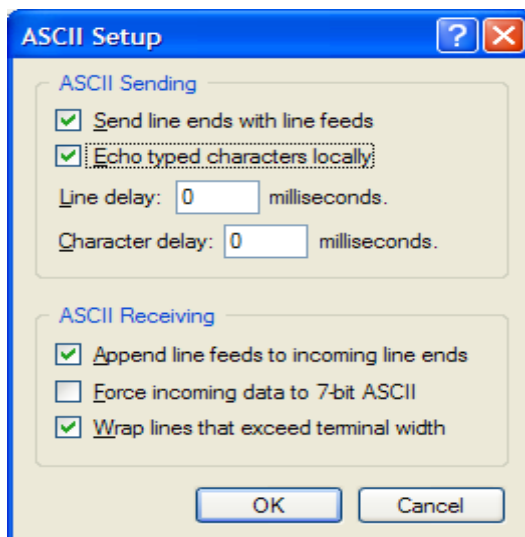 ASCII Setup
ASCII Sending
Send line ends with line feeds
Echo typed characters locally
Line delay: 0 milliseconds.
Character delay: 0 milliseconds.
ASCII Receiving
Append line feeds to incoming line ends
Force incoming data to 7-bit ASCII
Wrap lines that exceed terminal width
OK Cancel